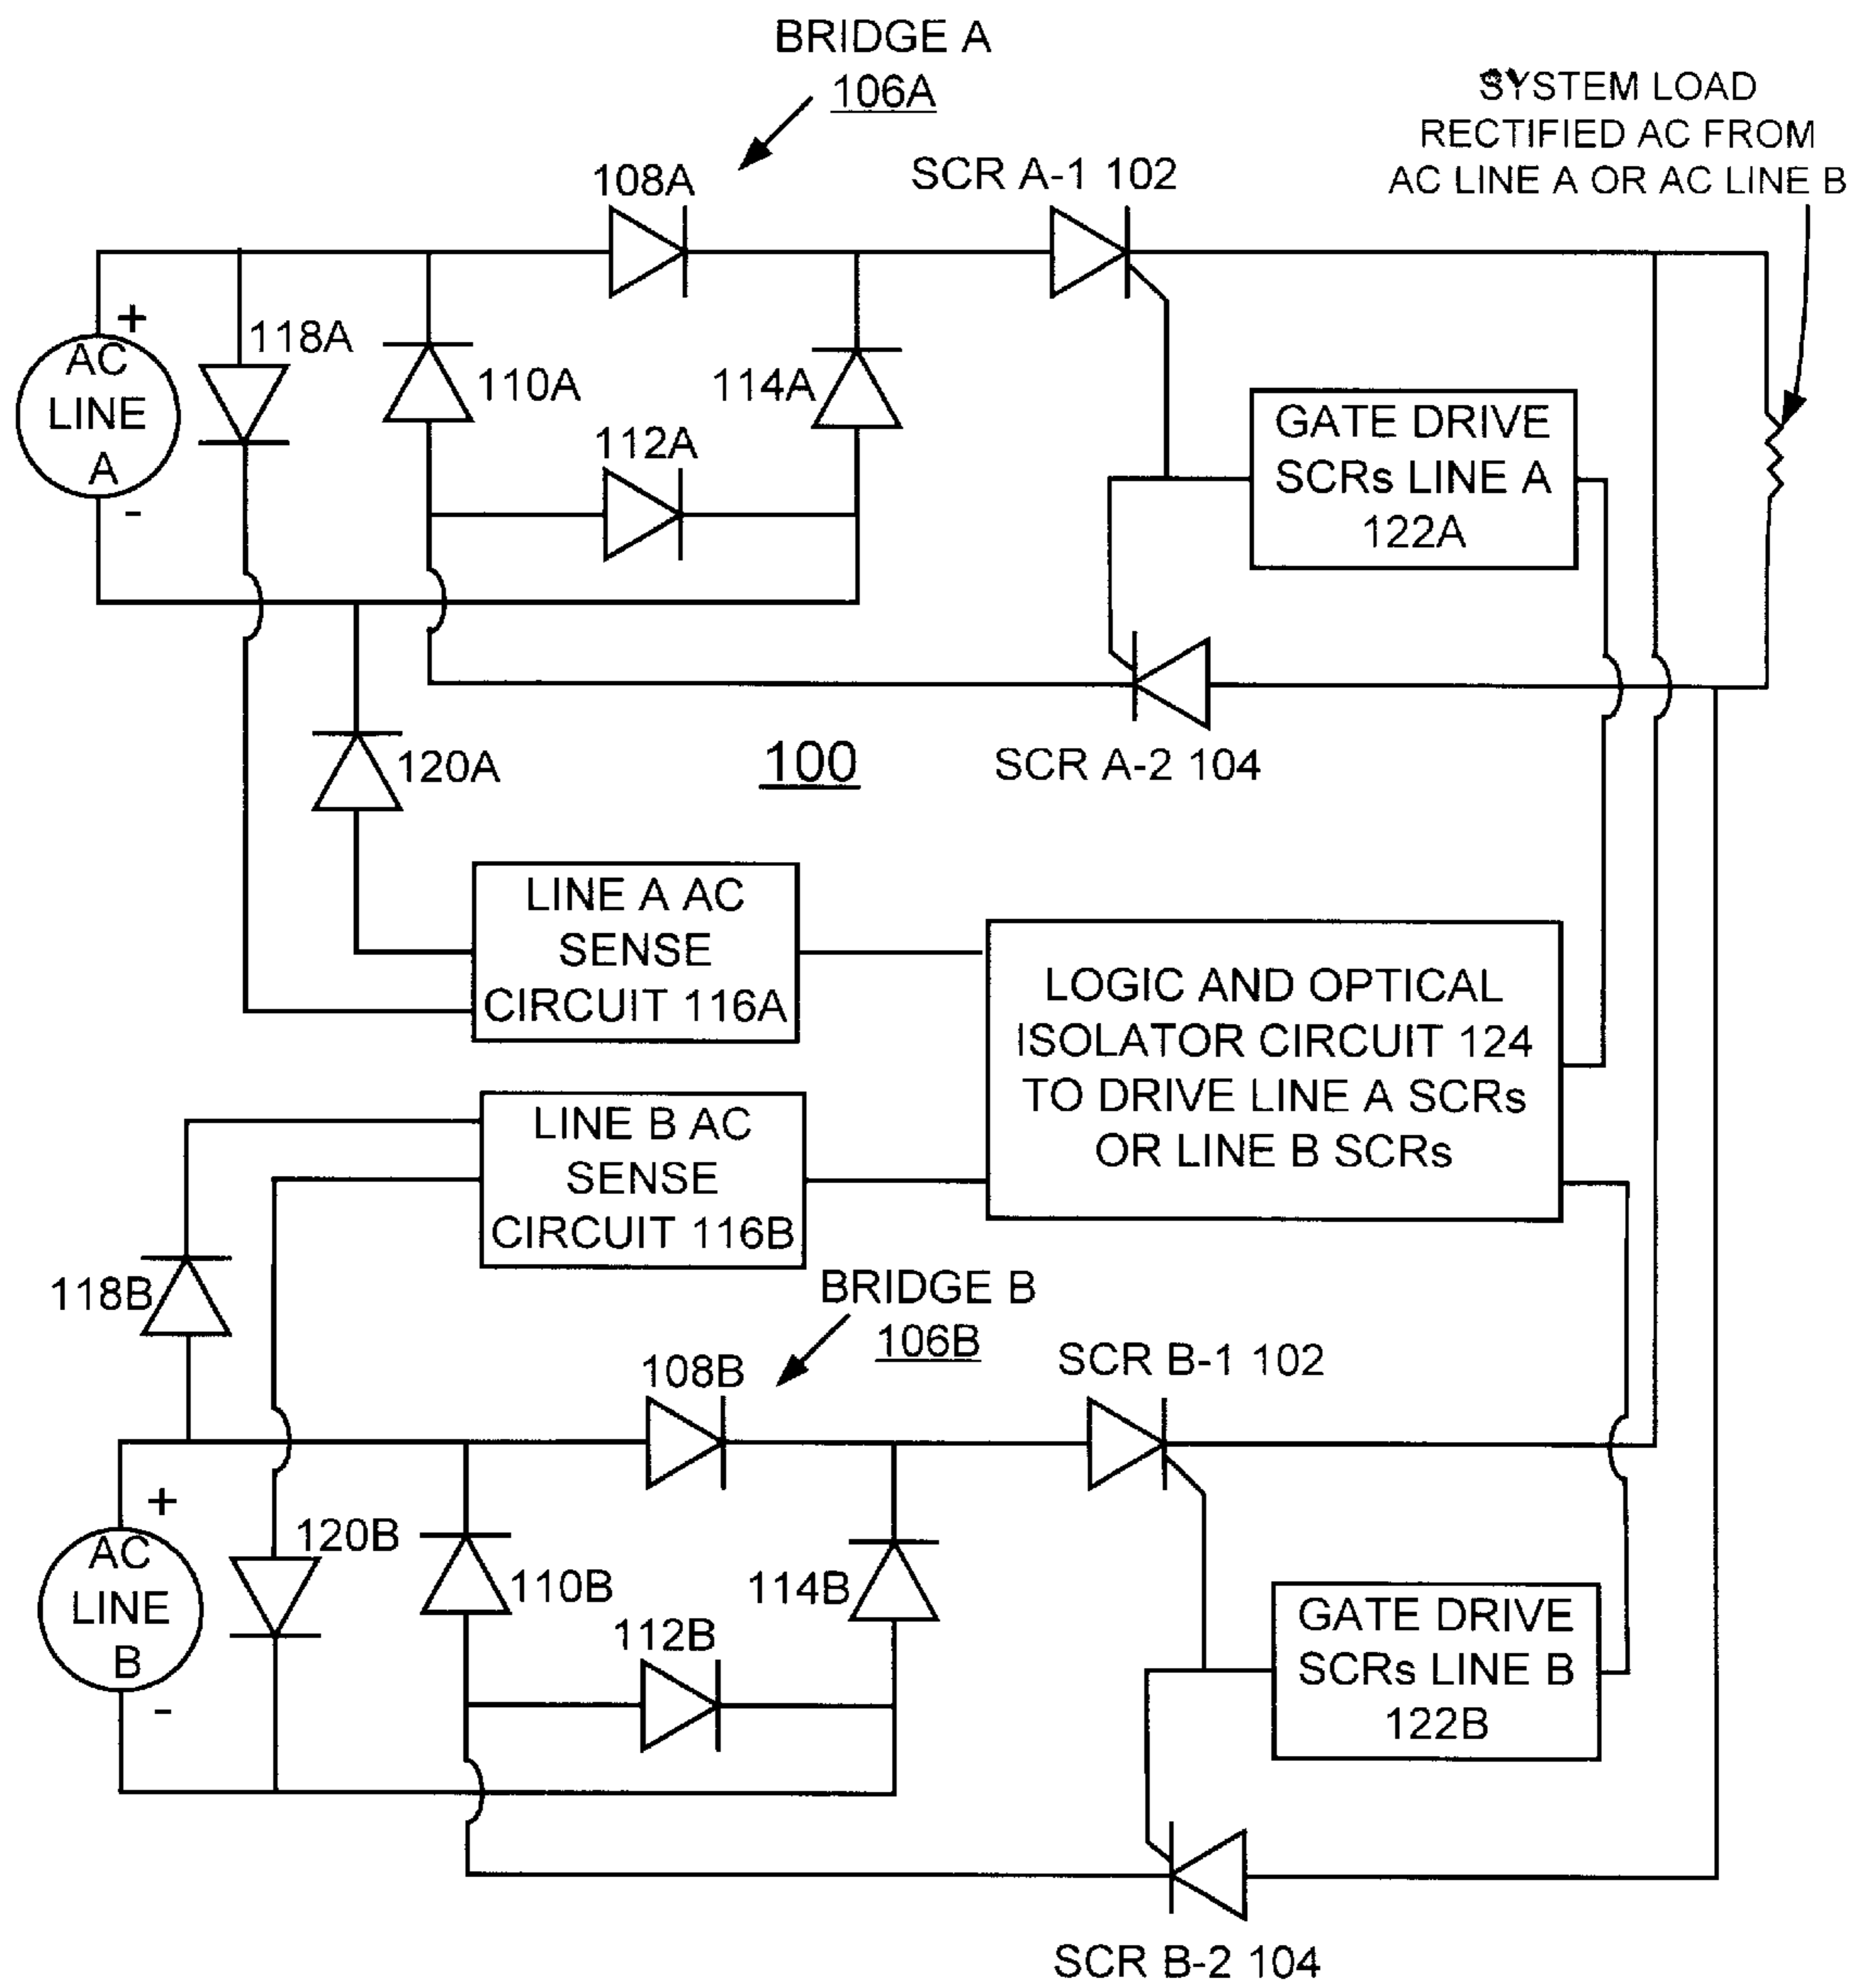 BRIDGE A
106A
SYSTEM LOAD
RECTIFIED AC FROM
AC LINE A OR AC LINE B
108A
SCR A-1 102
+
AC
LINE
A
-
118A
110A
114A
112A
GATE DRIVE
SCRs LINE A
122A
120A
100
SCR A-2 104
LINE A AC
SENSE
CIRCUIT 116A
LOGIC AND OPTICAL
ISOLATOR CIRCUIT 124
TO DRIVE LINE A SCRs
OR LINE B SCRs
LINE B AC
SENSE
CIRCUIT 116B
118B
BRIDGE B
106B
108B
SCR B-1 102
+
AC
LINE
B
-
120B
110B
114B
112B
GATE DRIVE
SCRs LINE B
122B
SCR B-2 104